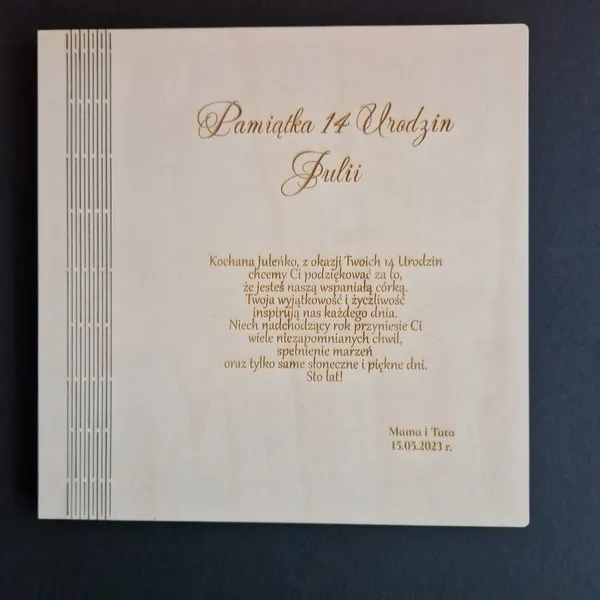 Pamiątka 14 Urodzin
Julii
Kochana Juleńko, z okazji Twoich 14 Urodzin
chcemy Ci podziękować za to,
że jesteś naszą wspaniałą córką.
Twoja wyjątkowość i życzliwość
inspirują nas każdego dnia.
Niech nadchodzący rok przyniesie Ci
wiele niezapomnianych chwil,
spełnienie marzeń
oraz tylko same słoneczne i piękne dni.
Sto lat!
Mama i Tata
15.05.2023 r.